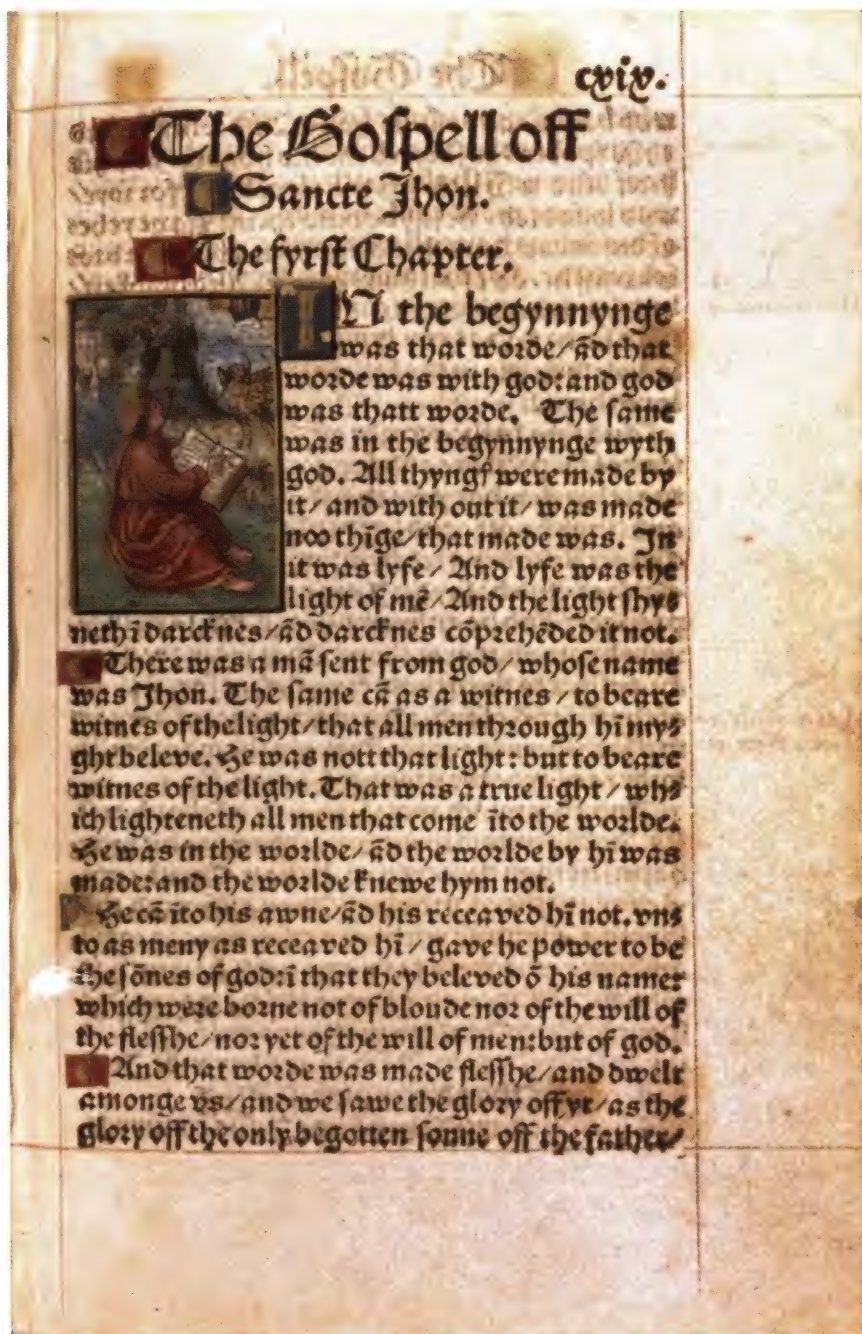 cxix.
The Gospell off
Sancte Jhon.
The fyrst Chapter.
IN the begynnynge
was that worde/ ād that
worde was with god: and god
was thatt worde. The same
was in the begynnynge wyth
god. All thyngꝭ were made by
it/ and with out it/ was made
noo thīge/ that made was. In
it was lyfe/ And lyfe was the
light of mē/ And the light shy⸗
neth ī darcknes/ ād darcknes cōprehēded it not.
There was a mā sent from god/ whose name
was Jhon. The same cā as a witnes/ to beare
witnes of the light/ that all men through hī my⸗
ght beleve. He was nott that light: but to beare
witnes of the light. That was a true light/ wh⸗
ich lighteneth all men that come īto the worlde.
He was in the worlde/ ād the worlde by hī was
made: and the worlde knewe hym not.
He cā īto his awne/ ād his receaved hī not. vn⸗
to as meny as receaved hī/ gave he power to be
the sōnes of god: ī that they beleved ō his name:
which were borne not of bloude nor of the will of
the flesshe/ nor yet of the will of men: but of god.
And that worde was made flesshe/ and dwelt
amonge vs/ and we sawe the glory off yt/ as the
glory off the only begotten sonne off the father/